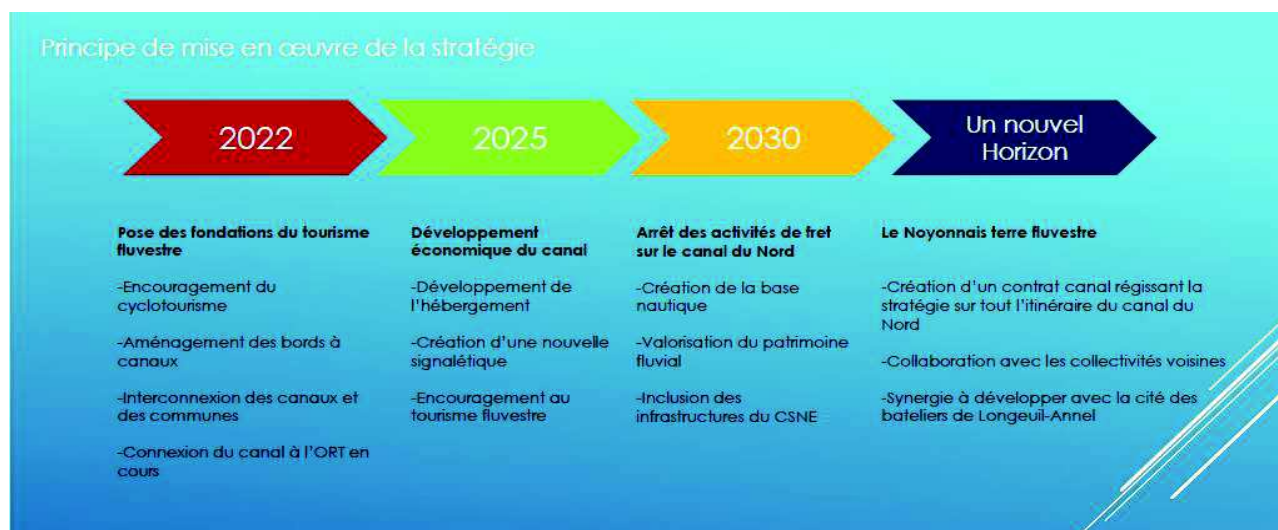 Principe de mise en œuvre de la stratégie
2022
2025
2030
Un nouvel
Horizon
Pose des fondations du tourisme
fluvestre
-Encouragement du
cyclotourisme
-Aménagement des bords à
canaux
-Interconnexion des canaux et
des communes
-Connexion du canal à l'ORT en
cours
Développement
économique du canal
-Développement de
l'hébergement
-Création d'une nouvelle
signalétique
-Encouragement au
tourisme fluvestre
Arrêt des activités de fret
sur le canal du Nord
-Création de la base
nautique
-Valorisation du patrimoine
fluvial
-Inclusion des
infrastructures du CSNE
Le Noyonnais terre fluvestre
-Création d'un contrat canal régissant la
stratégie sur tout l'itinéraire du canal du
Nord
-Collaboration avec les collectivités voisines
-Synergie à développer avec la cité des
bateliers de Longeuil-Annel